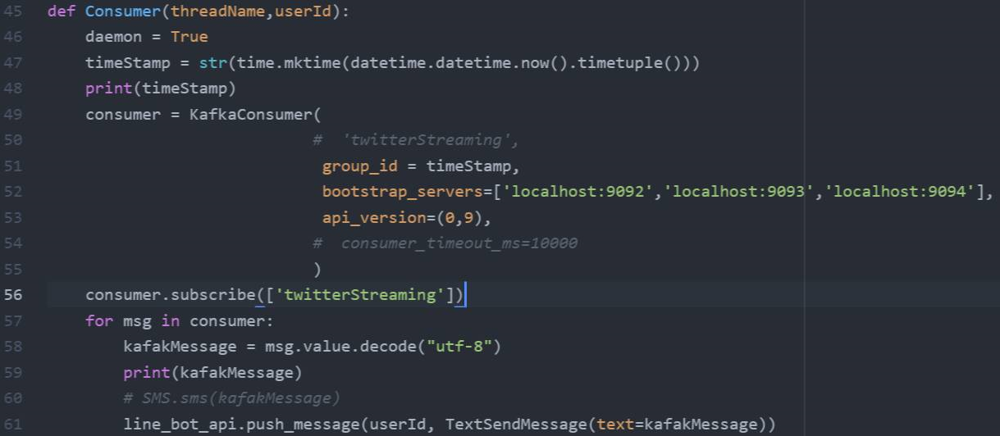 45 def Consumer(threadName,userId):
46     daemon = True
47     timeStamp = str(time.mktime(datetime.datetime.now().timetuple()))
48     print(timeStamp)
49     consumer = KafkaConsumer(
50                             #  'twitterStreaming',
51                              group_id = timeStamp,
52                              bootstrap_servers=['localhost:9092','localhost:9093','localhost:9094'],
53                              api_version=(0,9),
54                             #  consumer_timeout_ms=10000
55                             )
56     consumer.subscribe(['twitterStreaming'])
57     for msg in consumer:
58         kafakMessage = msg.value.decode("utf-8")
59         print(kafakMessage)
60         # SMS.sms(kafakMessage)
61         line_bot_api.push_message(userId, TextSendMessage(text=kafakMessage))